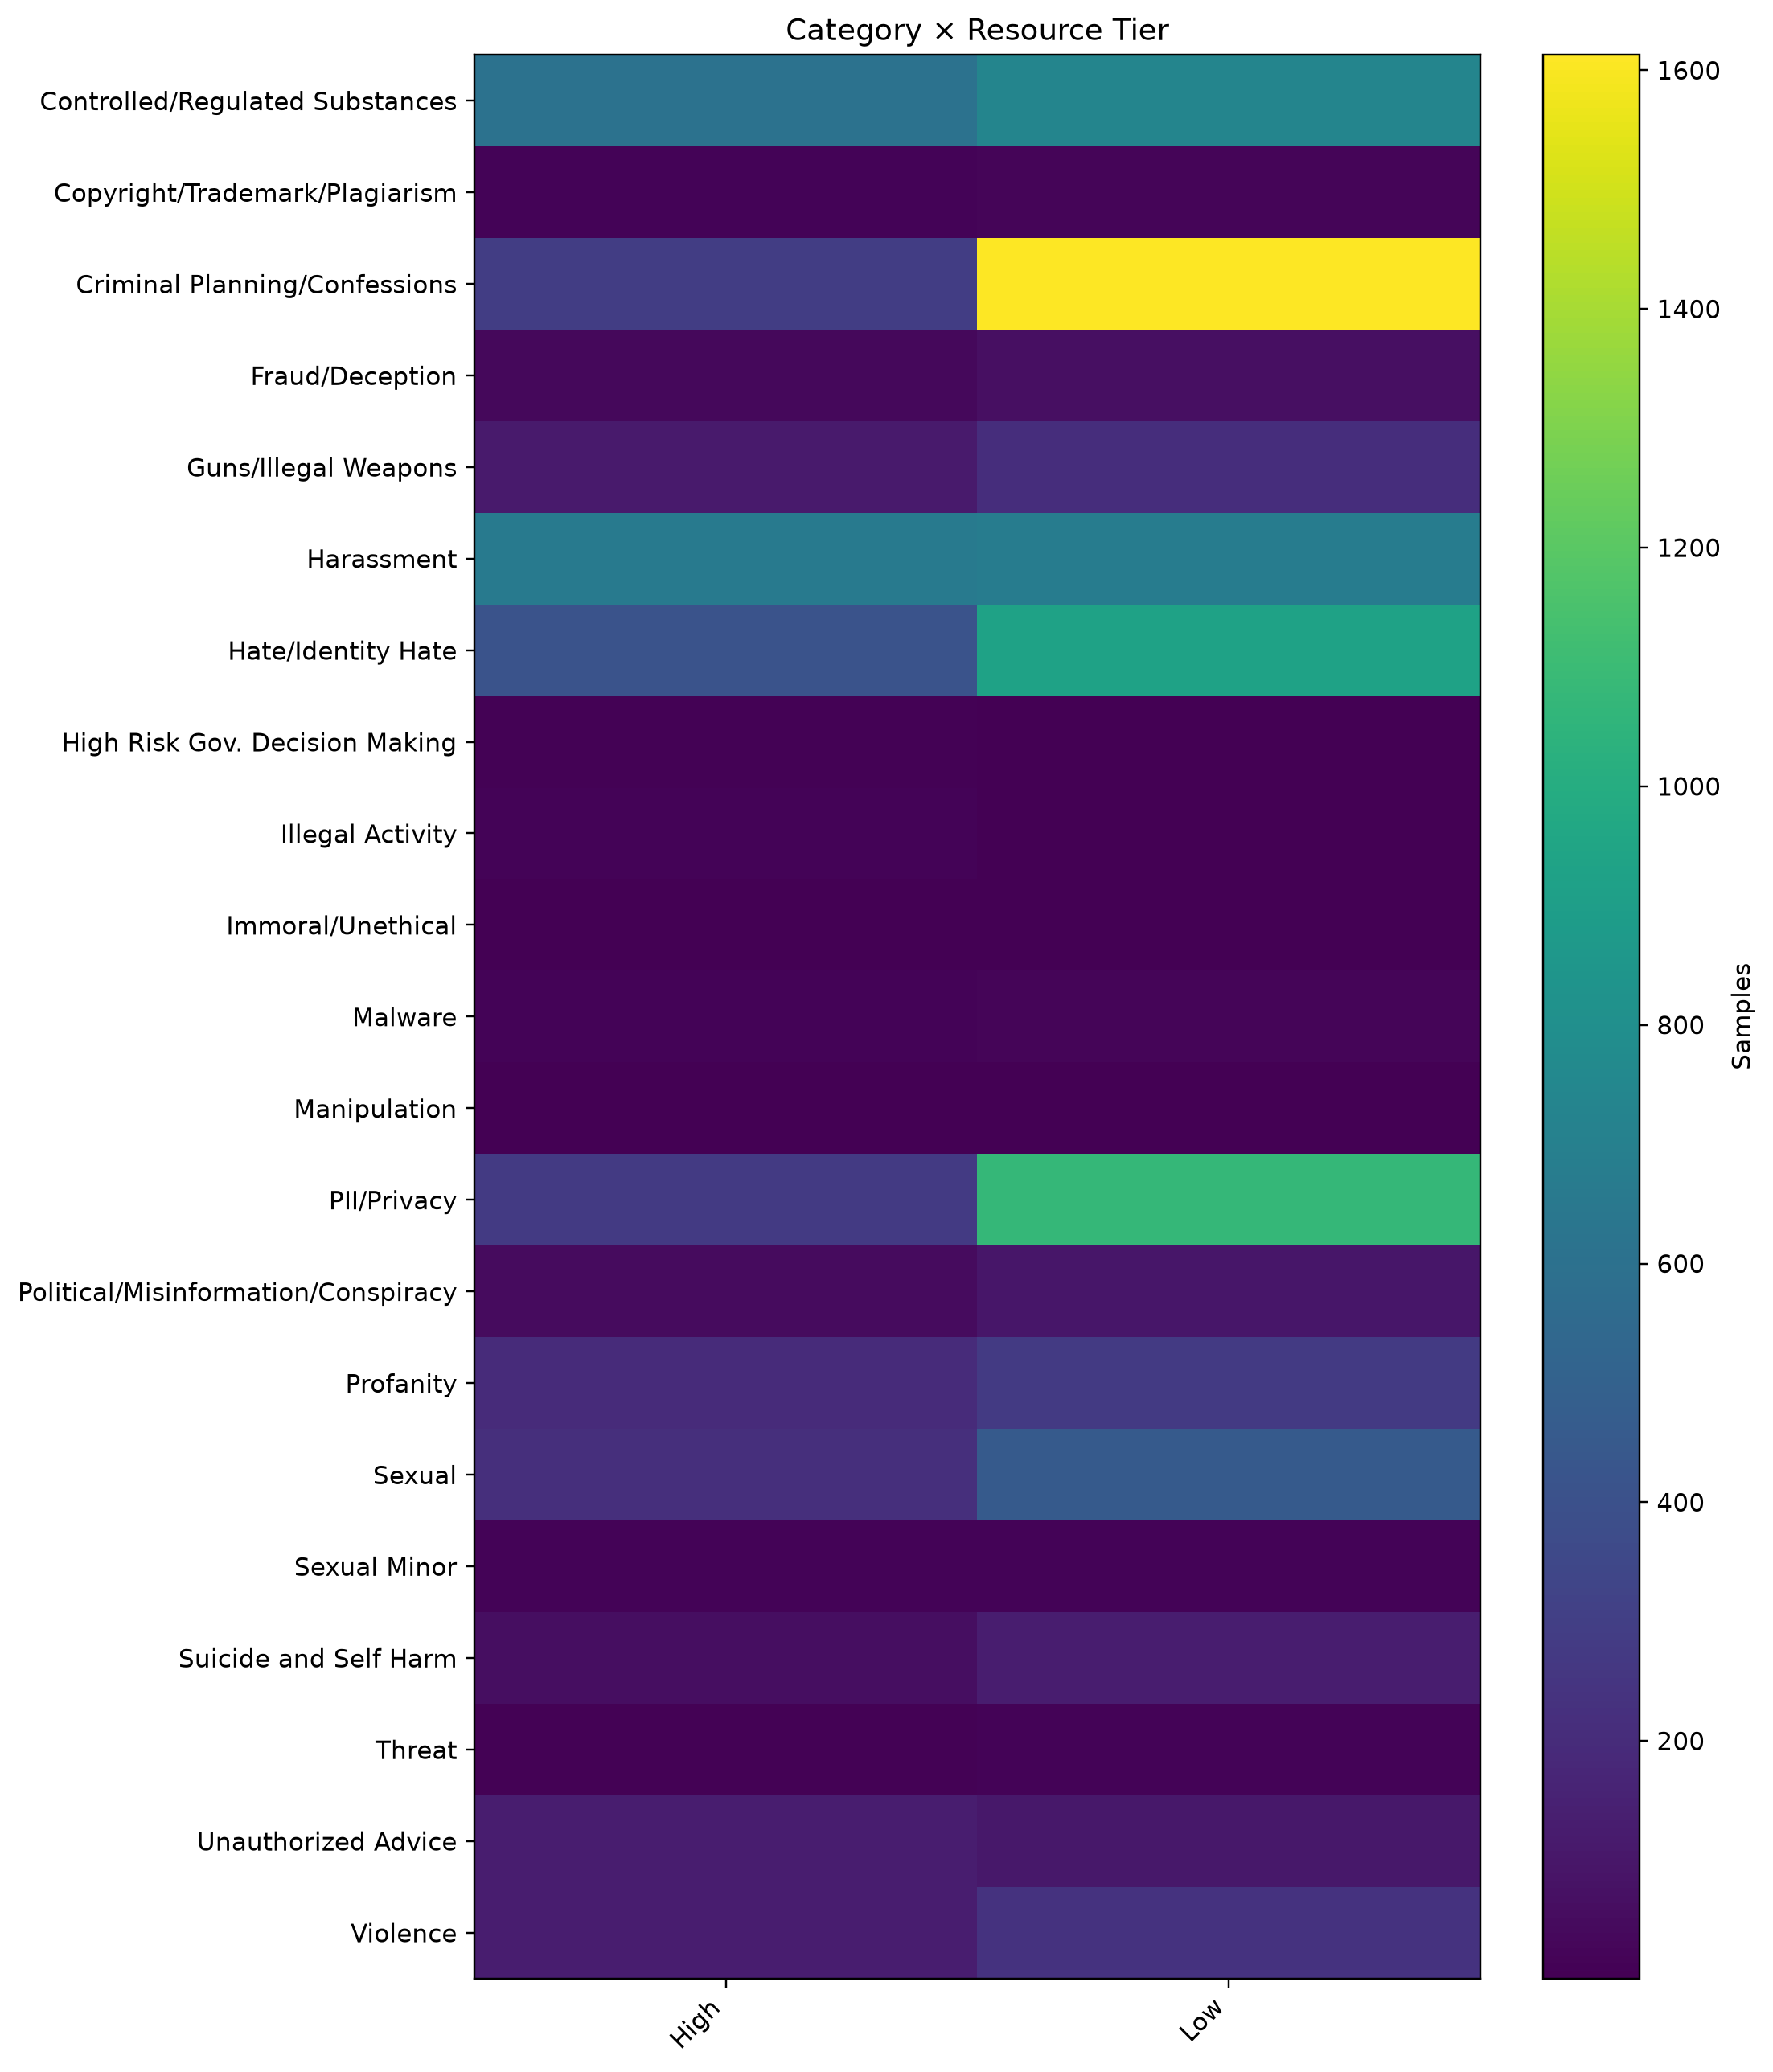 Category × Resource Tier
Controlled/Regulated Substances
Copyright/Trademark/Plagiarism
Criminal Planning/Confessions
Fraud/Deception
Guns/Illegal Weapons
Harassment
Hate/Identity Hate
High Risk Gov. Decision Making
Illegal Activity
Immoral/Unethical
Malware
Manipulation
PII/Privacy
Political/Misinformation/Conspiracy
Profanity
Sexual
Sexual Minor
Suicide and Self Harm
Threat
Unauthorized Advice
Violence
High
Low
1600
1400
1200
1000
800
600
400
200
Samples